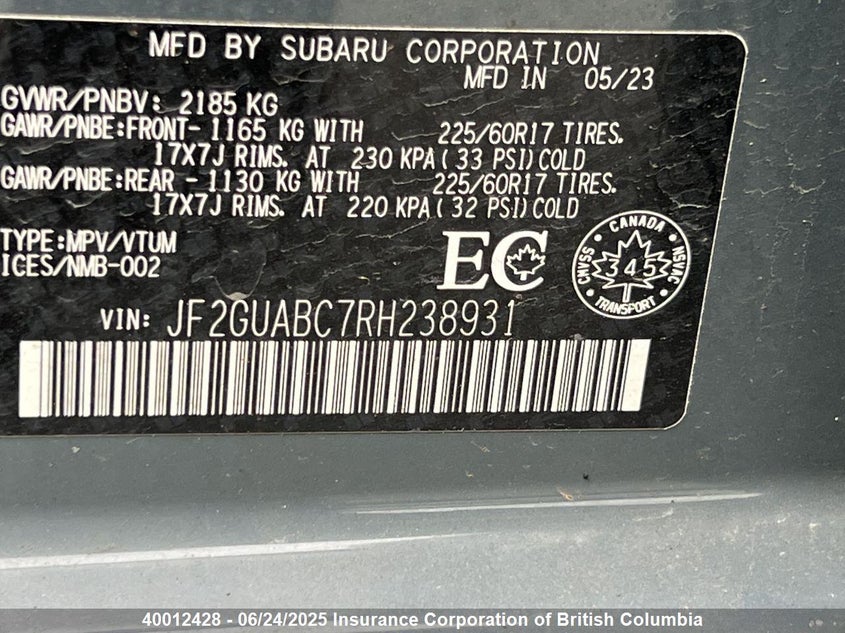 MFD BY SUBARU CORPORATION
MFD IN 05/23
GVWR/PNBV: 2185 KG
GAWR/PNBE:FRONT- 1165 KG WITH 225/60R17 TIRES.
17X7J RIMS. AT 230 KPA( 33 PSI)COLD
GAWR/PNBE:REAR - 1130 KG WITH 225/60R17 TIRES.
17X7J RIMS. AT 220 KPA( 32 PSI)COLD
TYPE:MPV/VTUM
ICES/NMB-002
EC
CANADA
CMVSS 345 NSVAC
TRANSPORT
VIN: JF2GUABC7RH238931
40012428 - 06/24/2025 Insurance Corporation of British Columbia